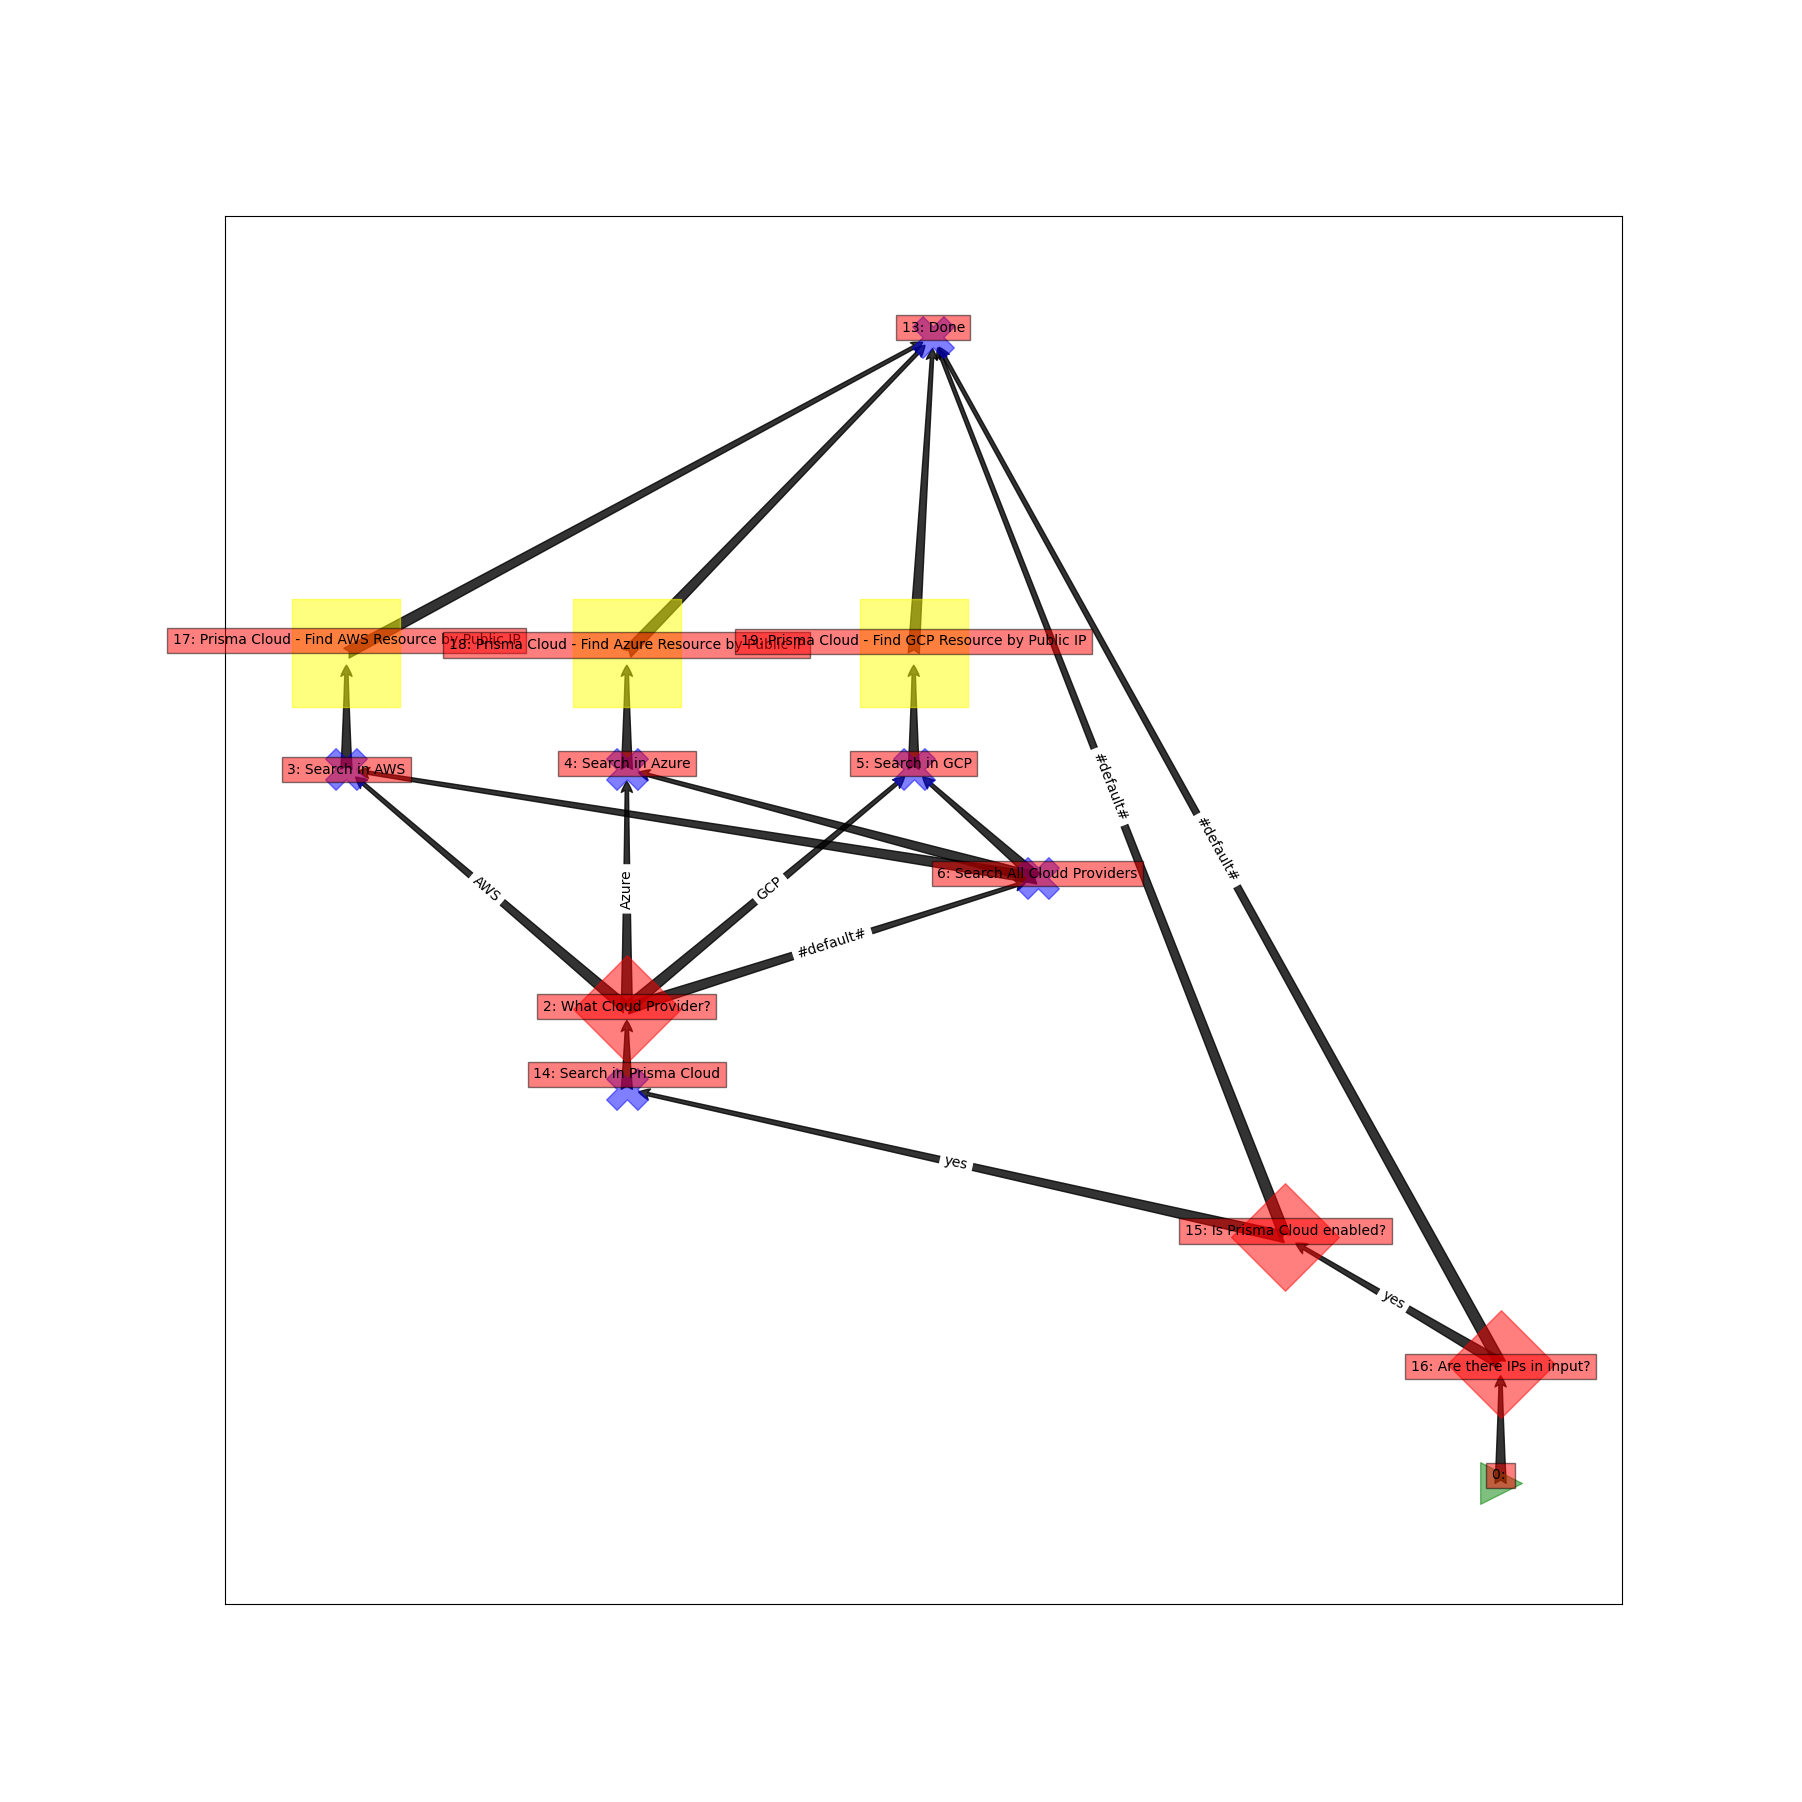 13: Done
17: Prisma Cloud - Find AWS Resource by Public IP
18: Prisma Cloud - Find Azure Resource by Public IP
19: Prisma Cloud - Find GCP Resource by Public IP
3: Search in AWS
4: Search in Azure
5: Search in GCP
#default#
#default#
6: Search All Cloud Providers
AWS
Azure
GCP
#default#
2: What Cloud Provider?
14: Search in Prisma Cloud
yes
15: Is Prisma Cloud enabled?
yes
16: Are there IPs in input?
0: